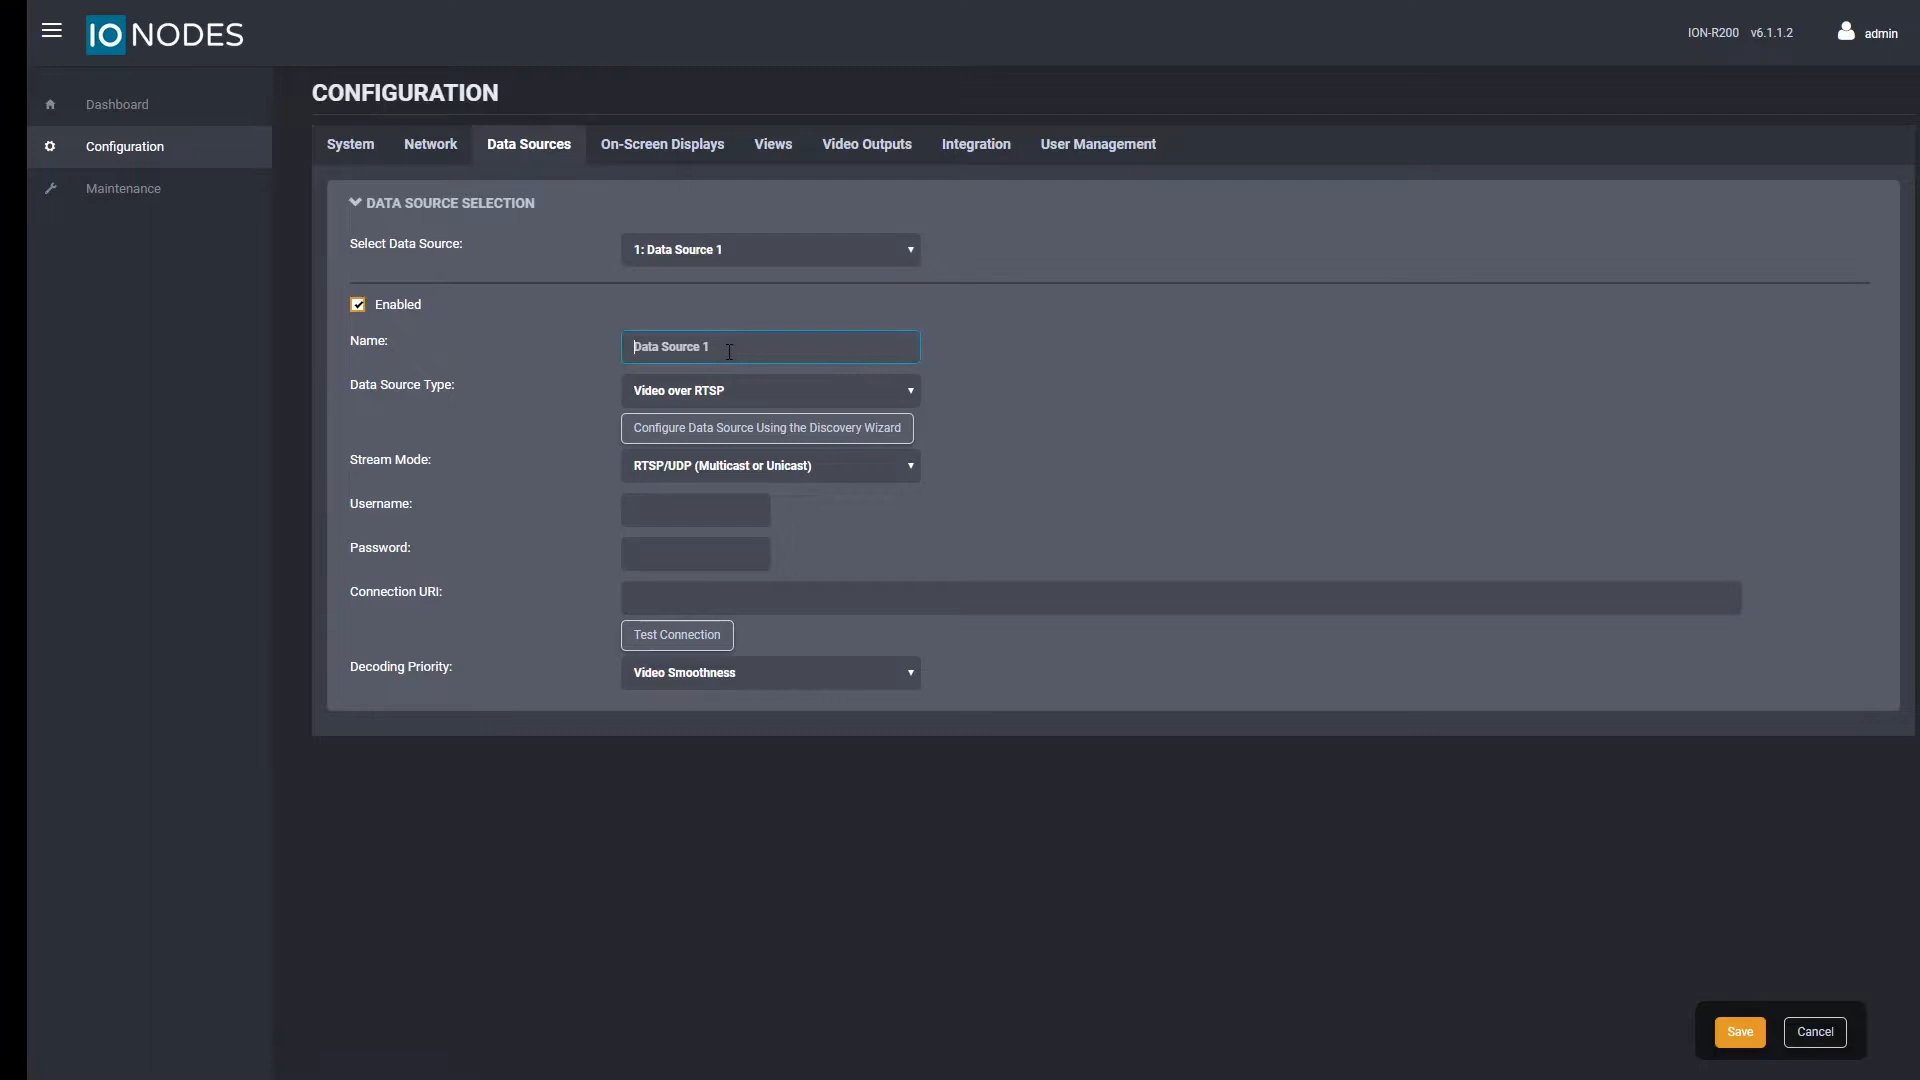 IO NODES
ION-R200 v6.1.1.2 admin
Dashboard
Configuration
Maintenance
CONFIGURATION
System Network Data Sources On-Screen Displays Views Video Outputs Integration User Management
DATA SOURCE SELECTION
Select Data Source: 1: Data Source 1
Enabled
Name: Data Source 1
Data Source Type: Video over RTSP
Configure Data Source Using the Discovery Wizard
Stream Mode: RTSP/UDP (Multicast or Unicast)
Username:
Password:
Connection URI:
Test Connection
Decoding Priority: Video Smoothness
Save Cancel